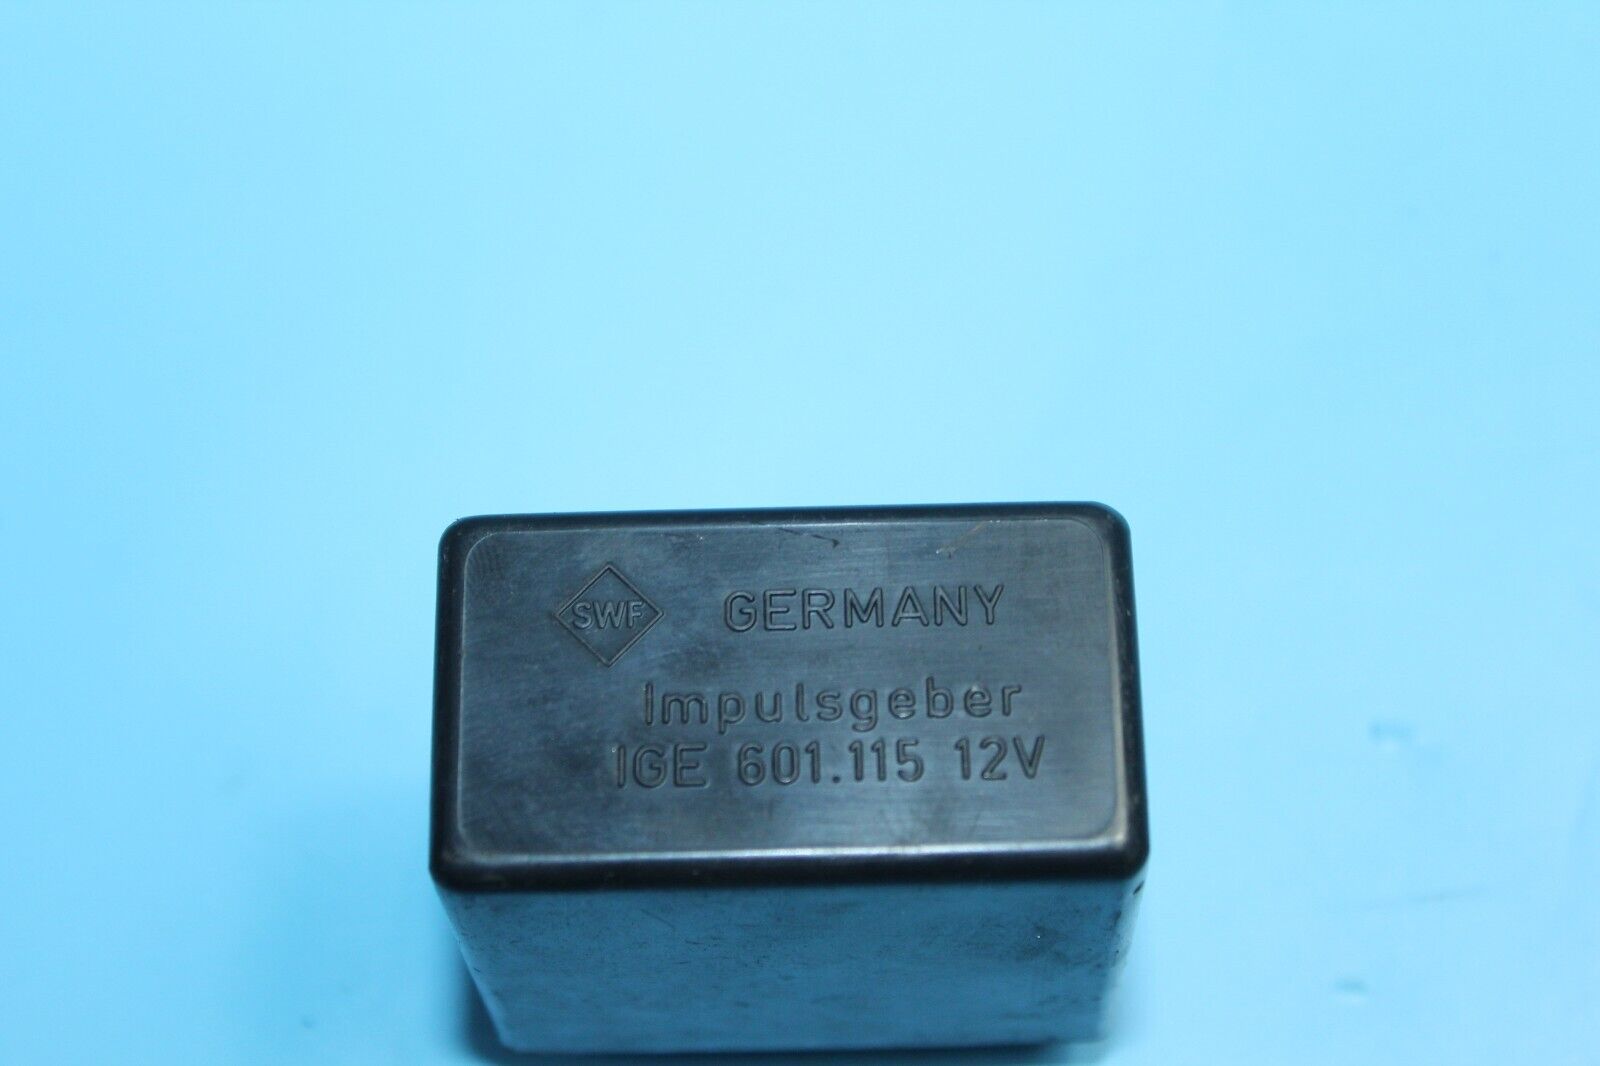 SWF GERMANY
Impulsgeber
IGE 601.115 12V